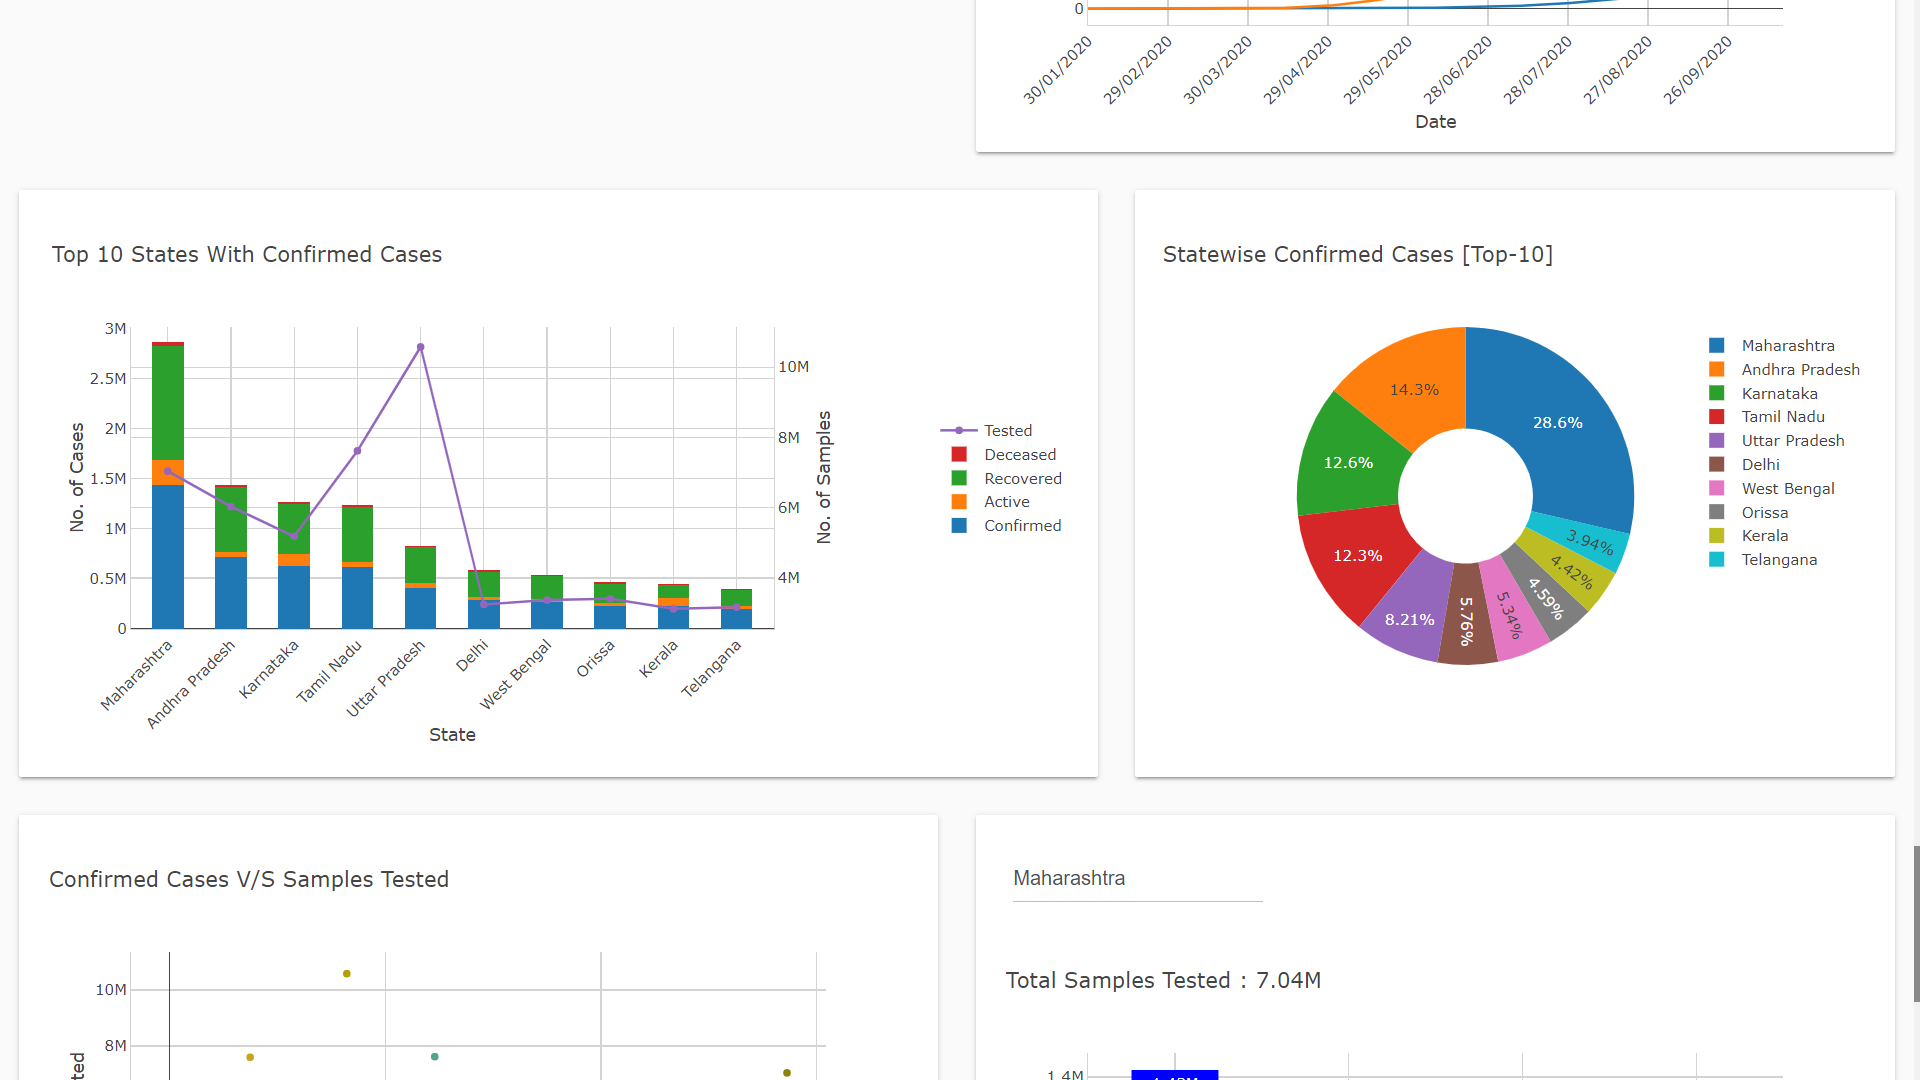 0
30/01/2020
29/02/2020
30/03/2020
29/04/2020
29/05/2020
28/06/2020
28/07/2020
27/08/2020
26/09/2020
Date
Top 10 States With Confirmed Cases
3M
2.5M
2M
1.5M
1M
0.5M
0
No. of Cases
10M
8M
6M
4M
No. of Samples
Maharashtra
Andhra Pradesh
Karnataka
Tamil Nadu
Uttar Pradesh
Delhi
West Bengal
Orissa
Kerala
Telangana
State
Tested
Deceased
Recovered
Active
Confirmed
Statewise Confirmed Cases [Top-10]
28.6%
14.3%
12.6%
12.3%
8.21%
5.76%
5.34%
4.59%
4.42%
3.94%
Maharashtra
Andhra Pradesh
Karnataka
Tamil Nadu
Uttar Pradesh
Delhi
West Bengal
Orissa
Kerala
Telangana
Confirmed Cases V/S Samples Tested
10M
8M
Maharashtra
Total Samples Tested : 7.04M
1.4M